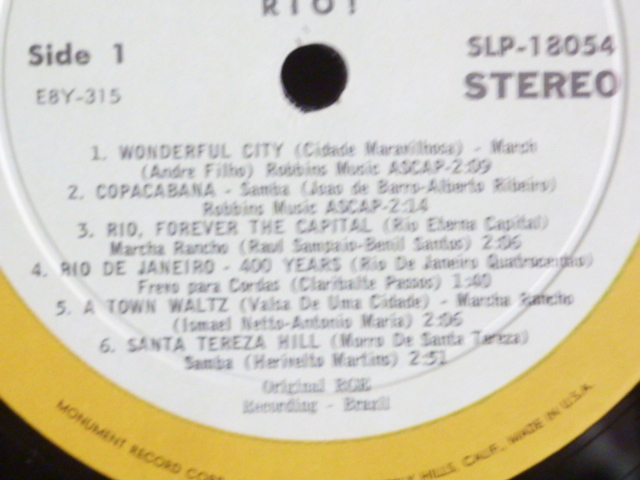 RIO!
Side 1
SLP-18054
E8Y-315
STEREO
1. WONDERFUL CITY (Cidade Maravilhosa) - March
(Andre Filho) Robbins Music ASCAP-2:09
2. COPACABANA - Samba (Joao de Barro-Alberto Ribeiro)
Robbins Music ASCAP-2:14
3. RIO, FOREVER THE CAPITAL (Rio Eterna Capital)
Marcha Rancho (Raul Sampaio-Benil Santos) 2:06
4. RIO DE JANEIRO - 400 YEARS (Rio De Janeiro
Frevo para Cordas (Claribalte Passos) 1:40
5. A TOWN WALTZ (Valsa De Uma Cidade) - Marcha Rancho
(Ismael Netto-Antonio Maria) 2:06
6. SANTA TEREZA HILL (Morro De Santa Tereza)
Samba (Herivelto Martins) 2:51
Original RGE
Recording - Brazil
MONUMENT RECORD CORP HILLS, CALIF., MADE IN U.S.A.